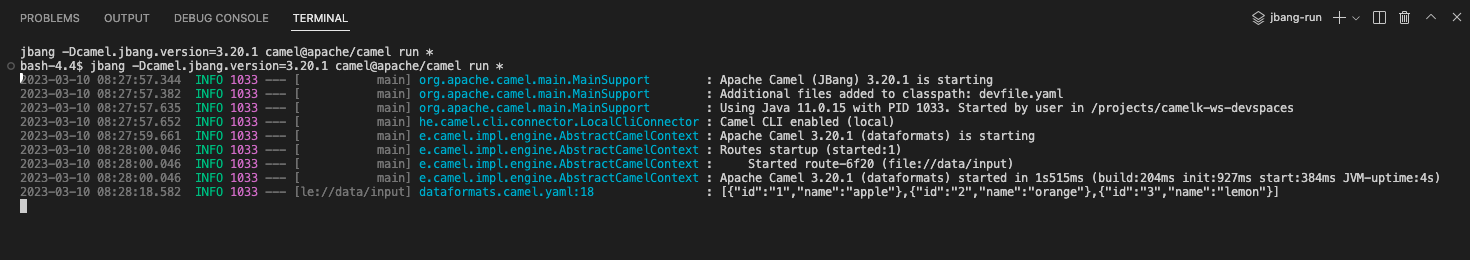 PROBLEMS OUTPUT DEBUG CONSOLE TERMINAL jbang-run
jbang -Dcamel.jbang.version=3.20.1 camel@apache/camel run *
bash-4.4$ jbang -Dcamel.jbang.version=3.20.1 camel@apache/camel run *
2023-03-10 08:27:57.344 INFO 1033 --- [ main] org.apache.camel.main.MainSupport : Apache Camel (JBang) 3.20.1 is starting
2023-03-10 08:27:57.382 INFO 1033 --- [ main] org.apache.camel.main.MainSupport : Additional files added to classpath: devfile.yaml
2023-03-10 08:27:57.635 INFO 1033 --- [ main] org.apache.camel.main.MainSupport : Using Java 11.0.15 with PID 1033. Started by user in /projects/camelk-ws-devspaces
2023-03-10 08:27:57.652 INFO 1033 --- [ main] he.camel.cli.connector.LocalCliConnector : Camel CLI enabled (local)
2023-03-10 08:27:59.661 INFO 1033 --- [ main] e.camel.impl.engine.AbstractCamelContext : Apache Camel 3.20.1 (dataformats) is starting
2023-03-10 08:28:00.046 INFO 1033 --- [ main] e.camel.impl.engine.AbstractCamelContext : Routes startup (started:1)
2023-03-10 08:28:00.046 INFO 1033 --- [ main] e.camel.impl.engine.AbstractCamelContext : Started route-6f20 (file://data/input)
2023-03-10 08:28:00.046 INFO 1033 --- [ main] e.camel.impl.engine.AbstractCamelContext : Apache Camel 3.20.1 (dataformats) started in 1s515ms (build:204ms init:927ms start:384ms JVM-uptime:4s)
2023-03-10 08:28:18.582 INFO 1033 --- [le://data/input] dataformats.camel.yaml:18 : [{"id":"1","name":"apple"},{"id":"2","name":"orange"},{"id":"3","name":"lemon"}]